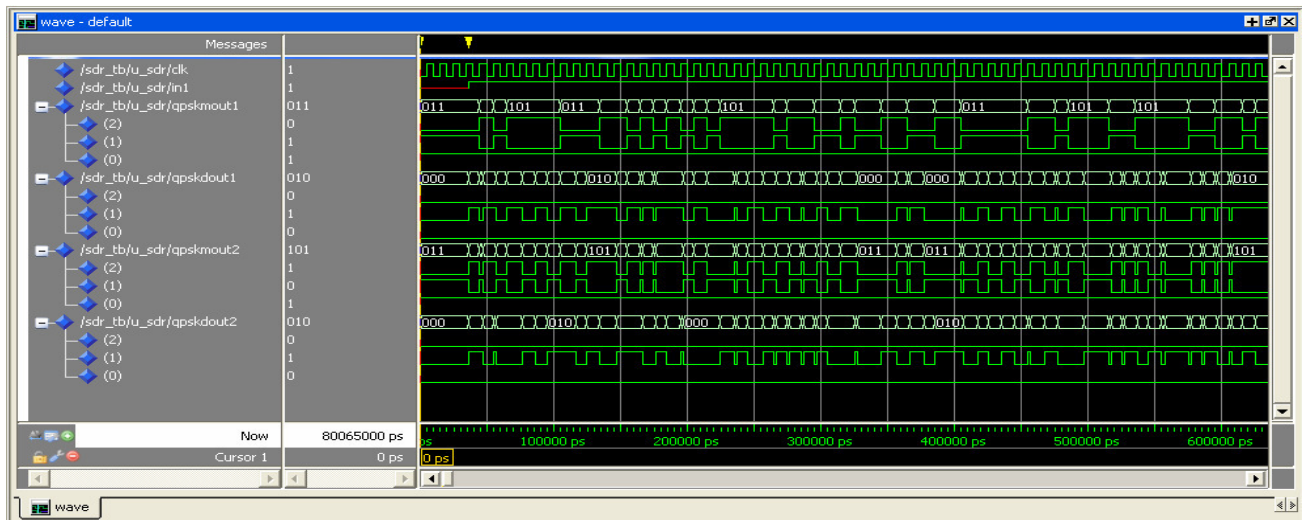 wave - default
Messages
/sdr_tb/u_sdr/clk 1
/sdr_tb/u_sdr/in1 1
/sdr_tb/u_sdr/qpskmout1 011 011 101 011 101 011 101 101
(2) 0
(1) 1
(0) 1
/sdr_tb/u_sdr/qpskdout1 010 000 010 000 000 010
(2) 0
(1) 1
(0) 0
/sdr_tb/u_sdr/qpskmout2 101 011 101 011 011 101
(2) 1
(1) 0
(0) 1
/sdr_tb/u_sdr/qpskdout2 010 000 010 000 010
(2) 0
(1) 1
(0) 0
Now 80065000 ps ps 100000 ps 200000 ps 300000 ps 400000 ps 500000 ps 600000 ps
Cursor 1 0 ps 0 ps
wave